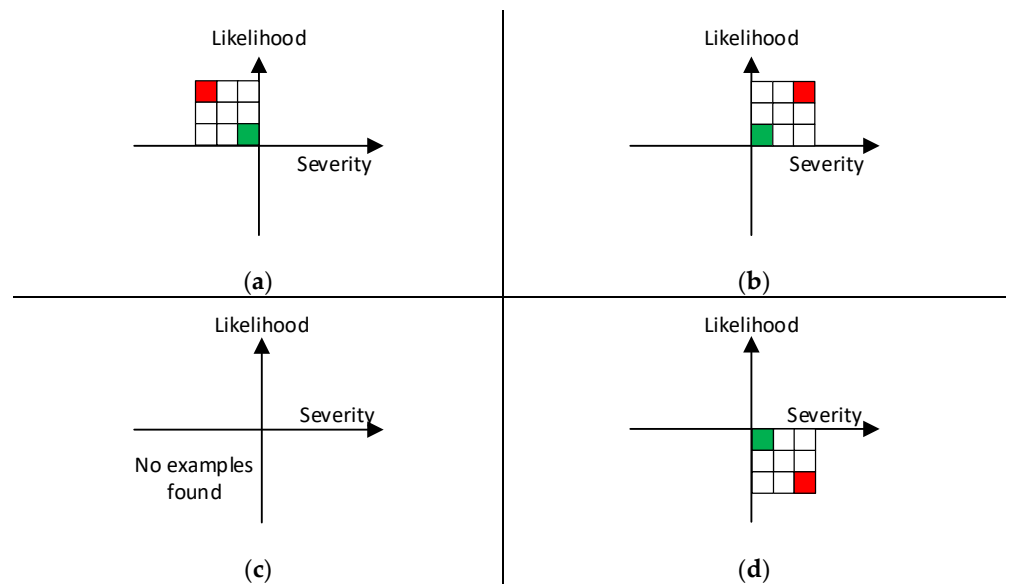 Likelihood
Severity
(a)
Likelihood
Severity
(b)
Likelihood
Severity
No examples
found
(c)
Likelihood
Severity
(d)